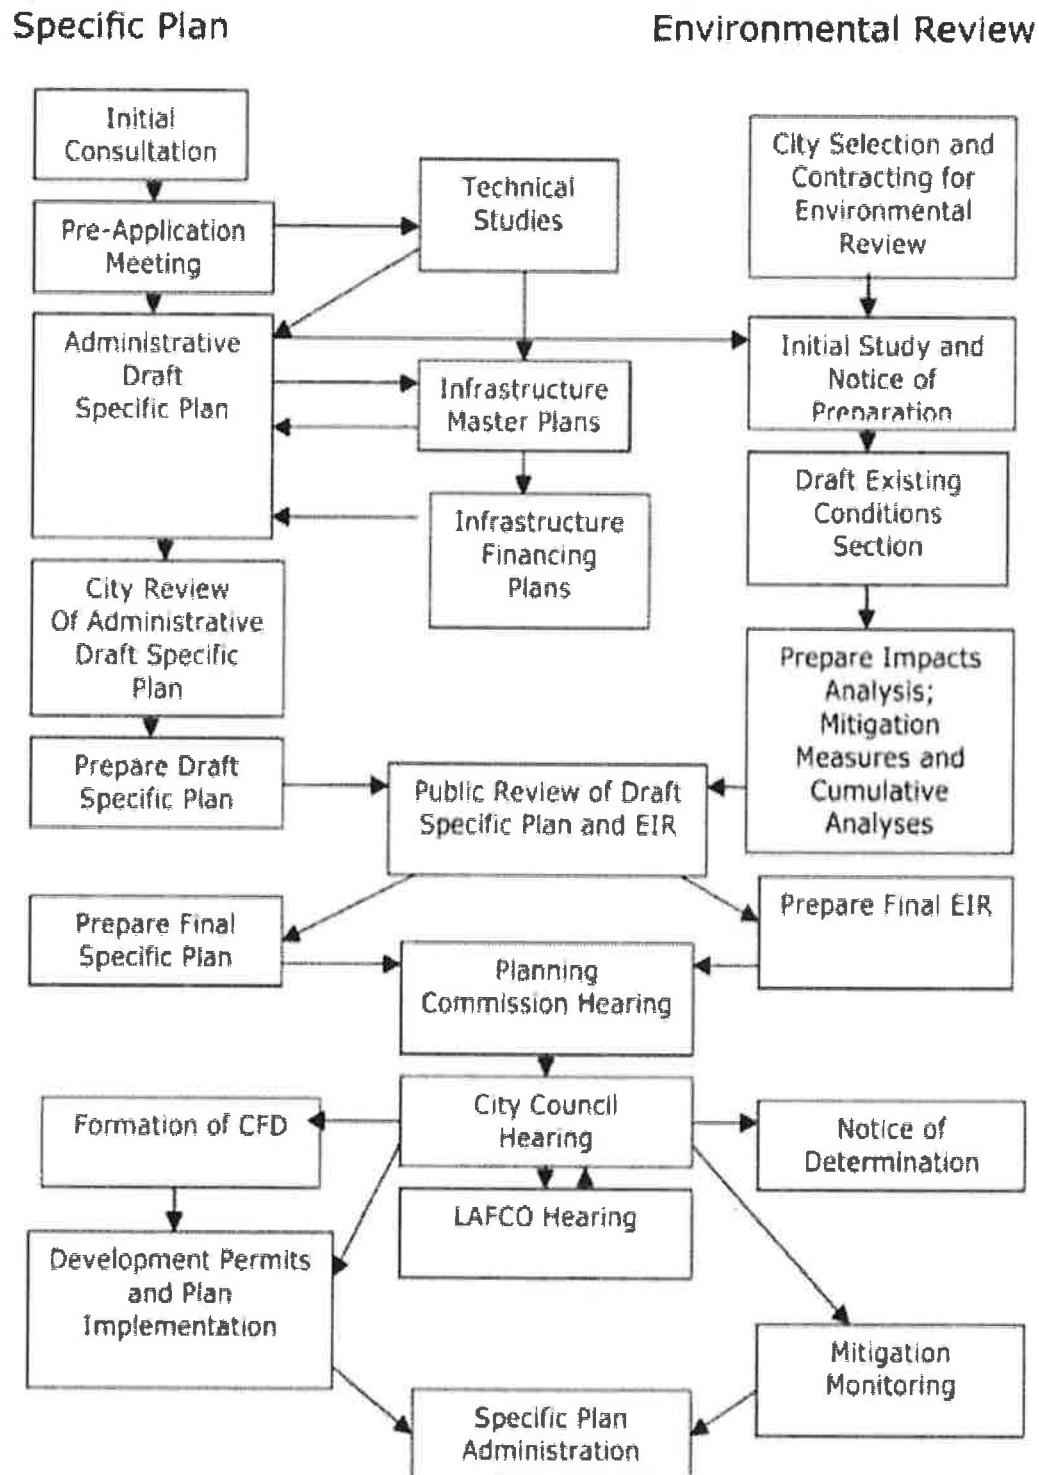 Specific Plan
Environmental Review
Initial
Consultation
Pre-Application
Meeting
Technical
Studies
City Selection and
Contracting for
Environmental
Review
Administrative
Draft
Specific Plan
Infrastructure
Master Plans
Initial Study and
Notice of
Preparation
Infrastructure
Financing
Plans
Draft Existing
Conditions
Section
City Review
Of Administrative
Draft Specific
Plan
Prepare Impacts
Analysis;
Mitigation
Measures and
Cumulative
Analyses
Prepare Draft
Specific Plan
Public Review of Draft
Specific Plan and EIR
Prepare Final
Specific Plan
Prepare Final EIR
Planning
Commission Hearing
Formation of CFD
City Council
Hearing
Notice of
Determination
LAFCO Hearing
Development Permits
and Plan
Implementation
Mitigation
Monitoring
Specific Plan
Administration